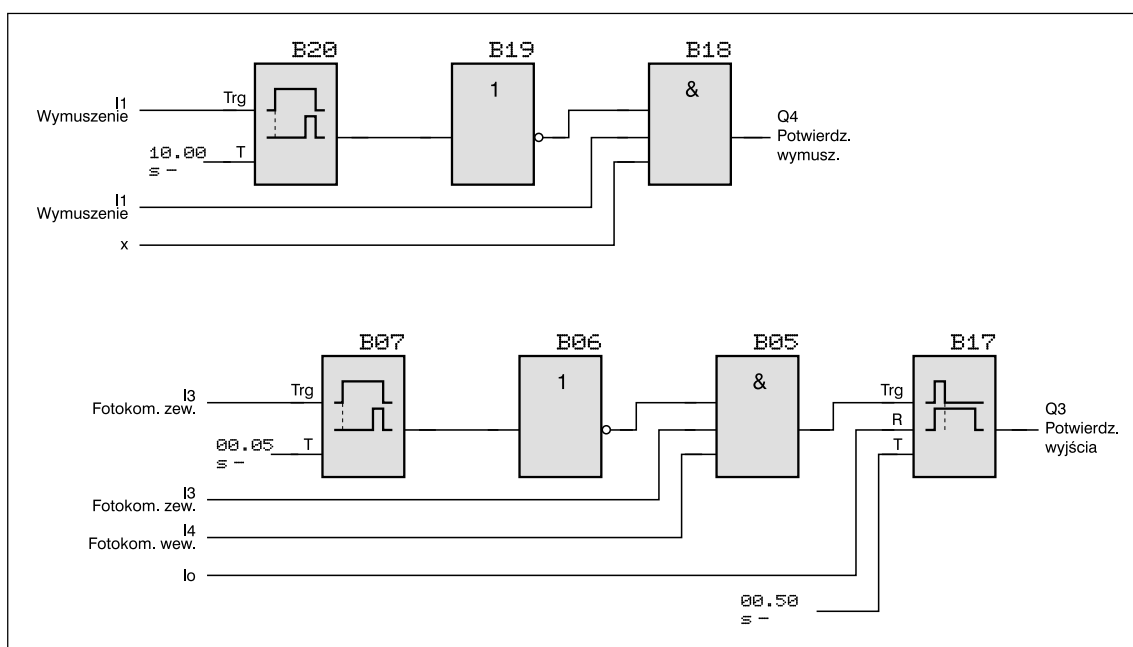 B20
B19
B18
I1
Wymuszenie
Trg
1
&
Q4
Potwierdz.
wymusz.
10.00
s –
T
I1
Wymuszenie
x
B07
B06
B05
B17
I3
Fotokom. zew.
Trg
1
&
Trg
R
T
Q3
Potwierdz.
wyjścia
00.05
s –
T
I3
Fotokom. zew.
I4
Fotokom. wew.
Io
00.50
s –